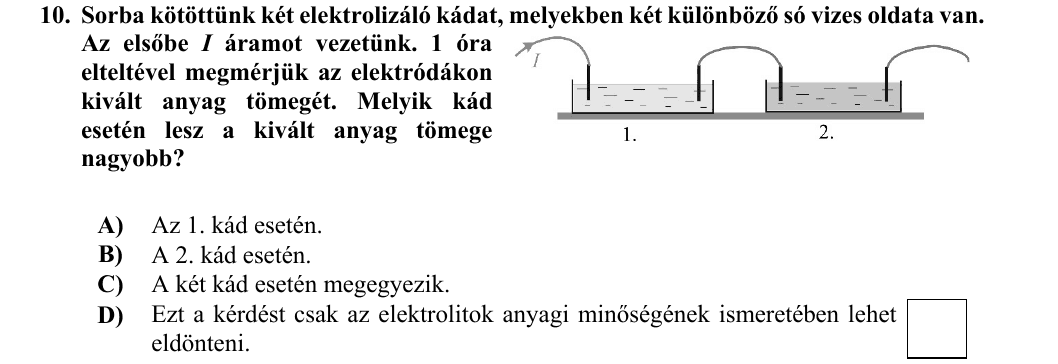 10. Sorba kötöttünk két elektrolizáló kádat, melyekben két különböző só vizes oldata van.
Az elsőbe I áramot vezetünk. 1 óra
elteltével megmérjük az elektródákon
kivált anyag tömegét. Melyik kád
esetén lesz a kivált anyag tömege
nagyobb?
I
1.
2.
A) Az 1. kád esetén.
B) A 2. kád esetén.
C) A két kád esetén megegyezik.
D) Ezt a kérdést csak az elektrolitok anyagi minőségének ismeretében lehet
eldönteni.